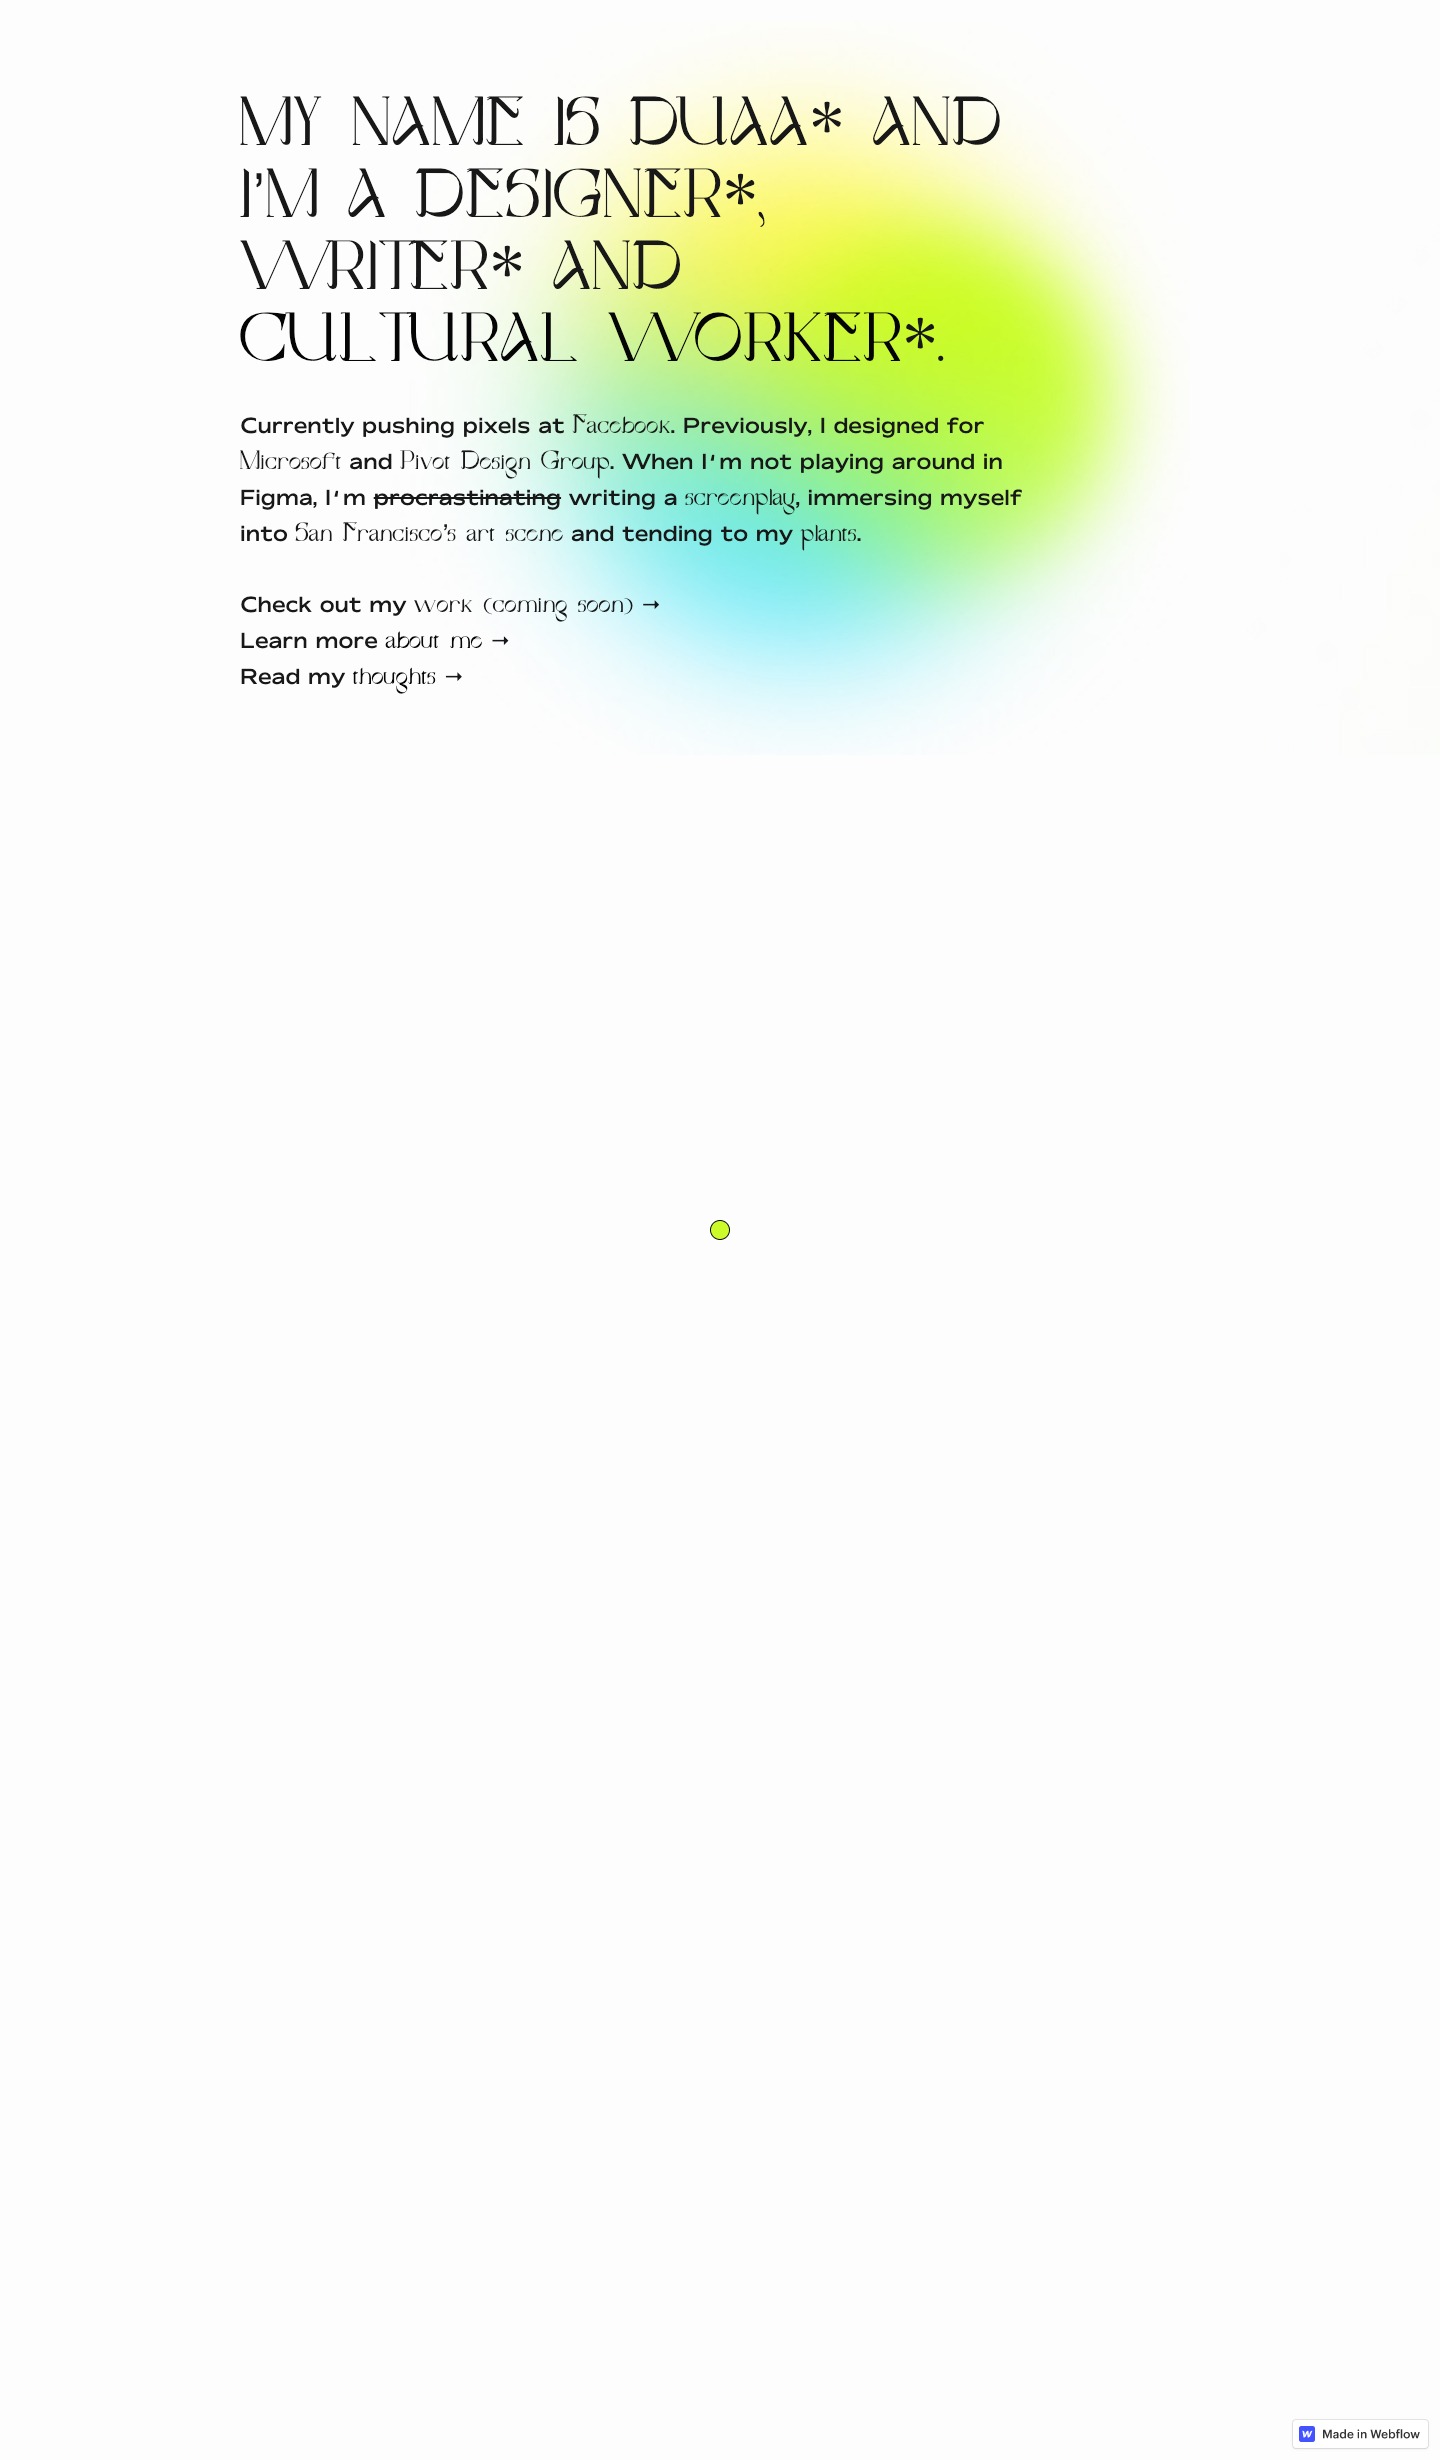 MY NAME IS DUAA* AND
I'M A DESIGNER*,
WRITER* AND
CULTURAL WORKER*.
Currently pushing pixels at Facebook. Previously, I designed for
Microsoft and Pivot Design Group. When I‘m not playing around in
Figma, I‘m procrastinating writing a screenplay, immersing myself
into San Francisco's art scene and tending to my plants.
Check out my work (coming soon) →
Learn more about me →
Read my thoughts →
Made in Webflow